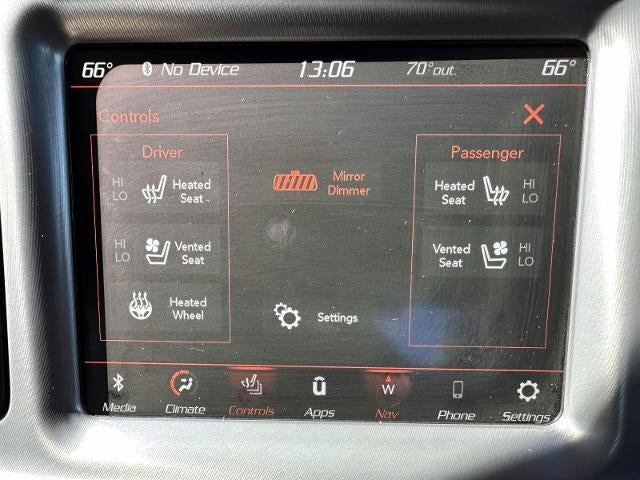 66° No Device 13:06 70°out. 66°
Controls
Driver
HI
LO
Heated
Seat
HI
LO
Vented
Seat
Heated
Wheel
Mirror
Dimmer
Settings
Passenger
Heated
Seat
HI
LO
Vented
Seat
HI
LO
Media Climate Controls Apps W Nav Phone Settings